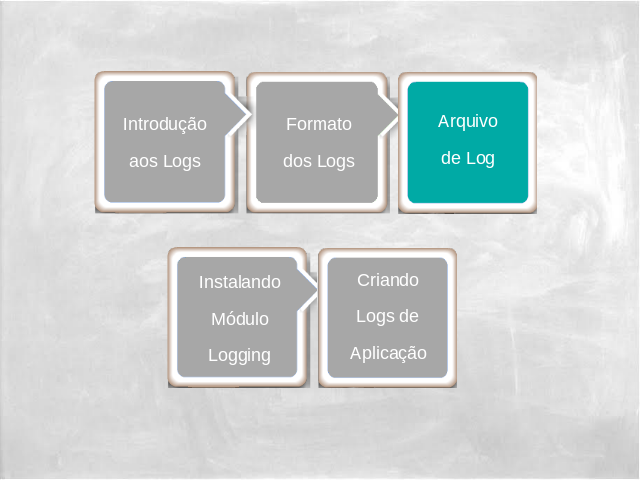 Introdução
aos Logs
Formato
dos Logs
Arquivo
de Log
Instalando
Módulo
Logging
Criando
Logs de
Aplicação